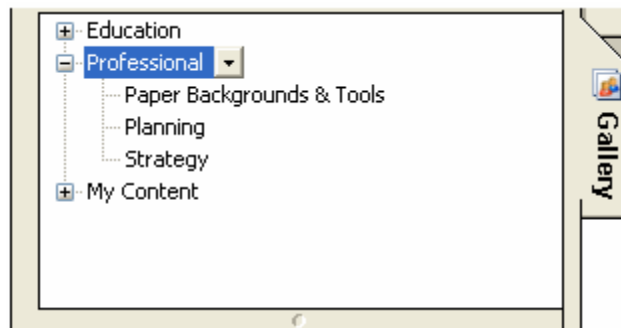 Education
Professional
Paper Backgrounds & Tools
Planning
Strategy
My Content
Gallery